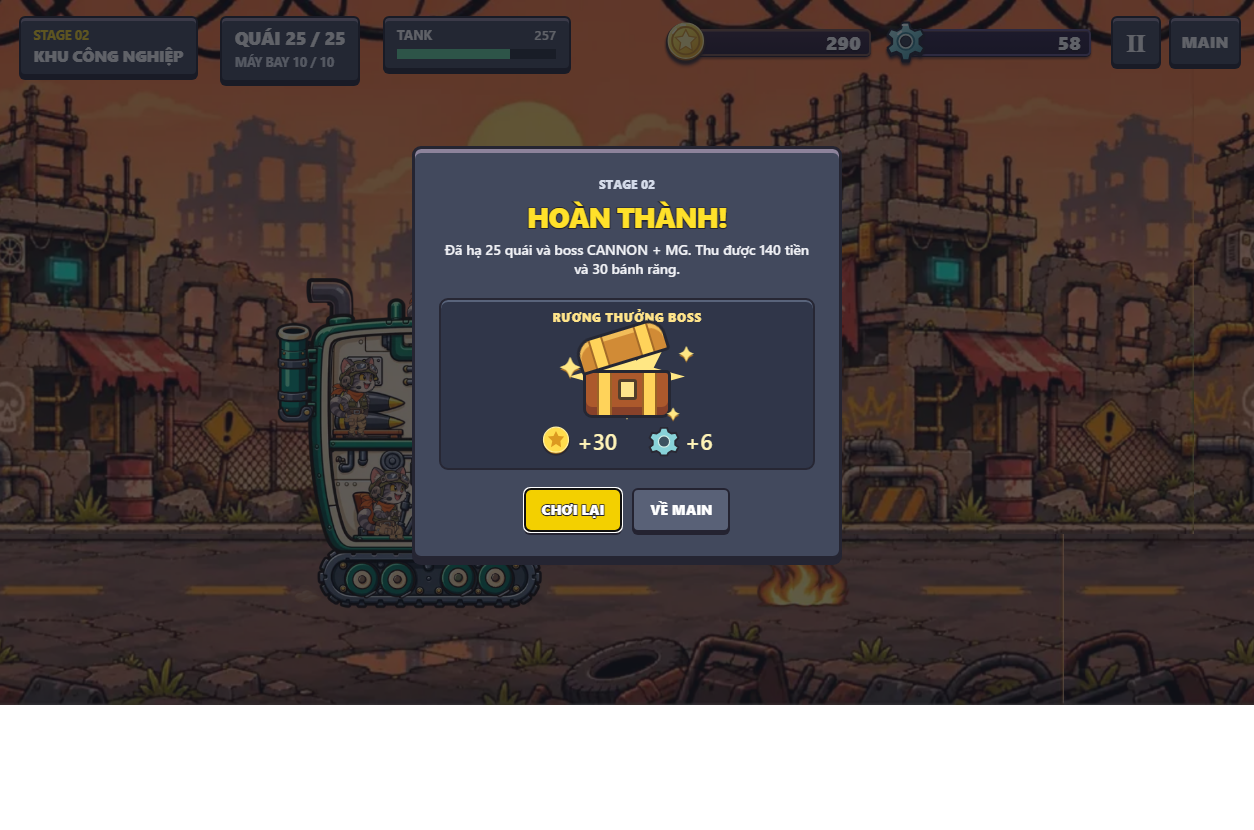 STAGE 02
KHU CÔNG NGHIỆP
QUÁI 25 / 25
MÁY BAY 10 / 10
TANK 257
290
58
II
MAIN
STAGE 02
HOÀN THÀNH!
Đã hạ 25 quái và boss CANNON + MG. Thu được 140 tiền
và 30 bánh răng.
RƯƠNG THƯỞNG BOSS
+30
+6
CHƠI LẠI
VỀ MAIN